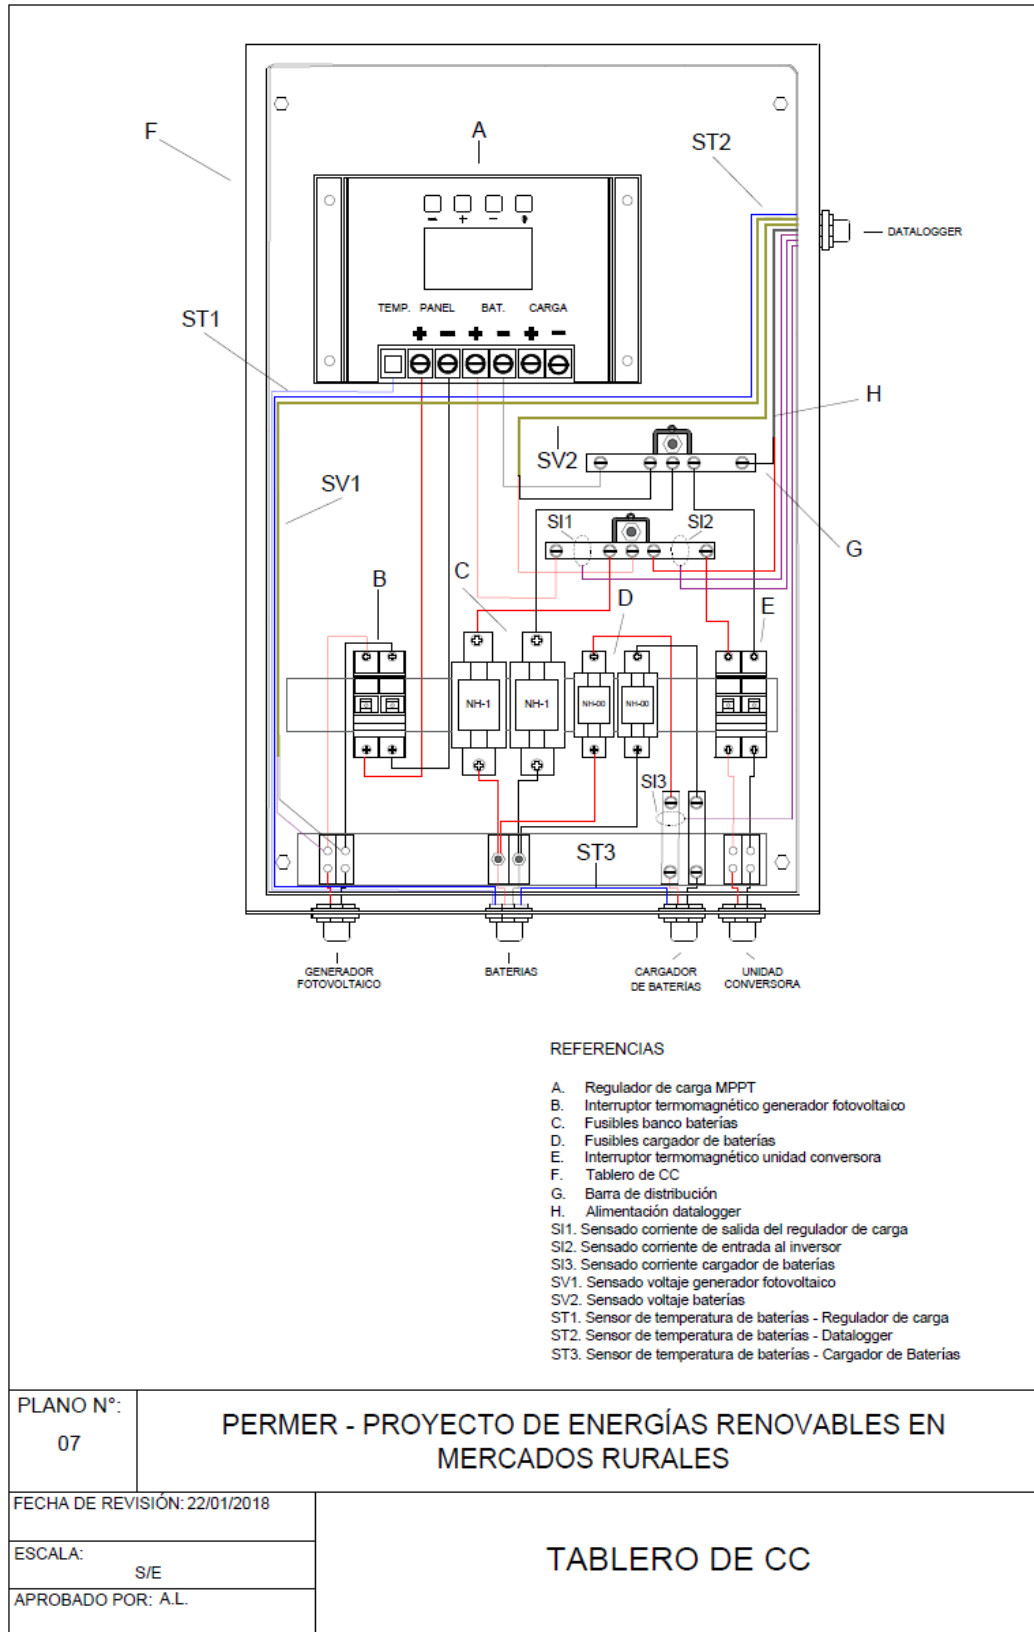 F
A
ST2
DATALOGGER
TEMP. PANEL BAT. CARGA
ST1
H
SV2
SV1
SI1
SI2
G
B
C
D
E
NH-1
NH-1
NH-00
NH-00
SI3
ST3
GENERADOR
FOTOVOLTAICO
BATERIAS
CARGADOR
DE BATERÍAS
UNIDAD
CONVERSORA
REFERENCIAS
A. Regulador de carga MPPT
B. Interruptor termomagnético generador fotovoltaico
C. Fusibles banco baterías
D. Fusibles cargador de baterías
E. Interruptor termomagnético unidad conversora
F. Tablero de CC
G. Barra de distribución
H. Alimentación datalogger
SI1. Sensado corriente de salida del regulador de carga
SI2. Sensado corriente de entrada al inversor
SI3. Sensado corriente cargador de baterías
SV1. Sensado voltaje generador fotovoltaico
SV2. Sensado voltaje baterías
ST1. Sensor de temperatura de baterías - Regulador de carga
ST2. Sensor de temperatura de baterías - Datalogger
ST3. Sensor de temperatura de baterías - Cargador de Baterías
PLANO N°:
07
PERMER - PROYECTO DE ENERGÍAS RENOVABLES EN
MERCADOS RURALES
FECHA DE REVISIÓN: 22/01/2018
ESCALA:
S/E
APROBADO POR: A.L.
TABLERO DE CC